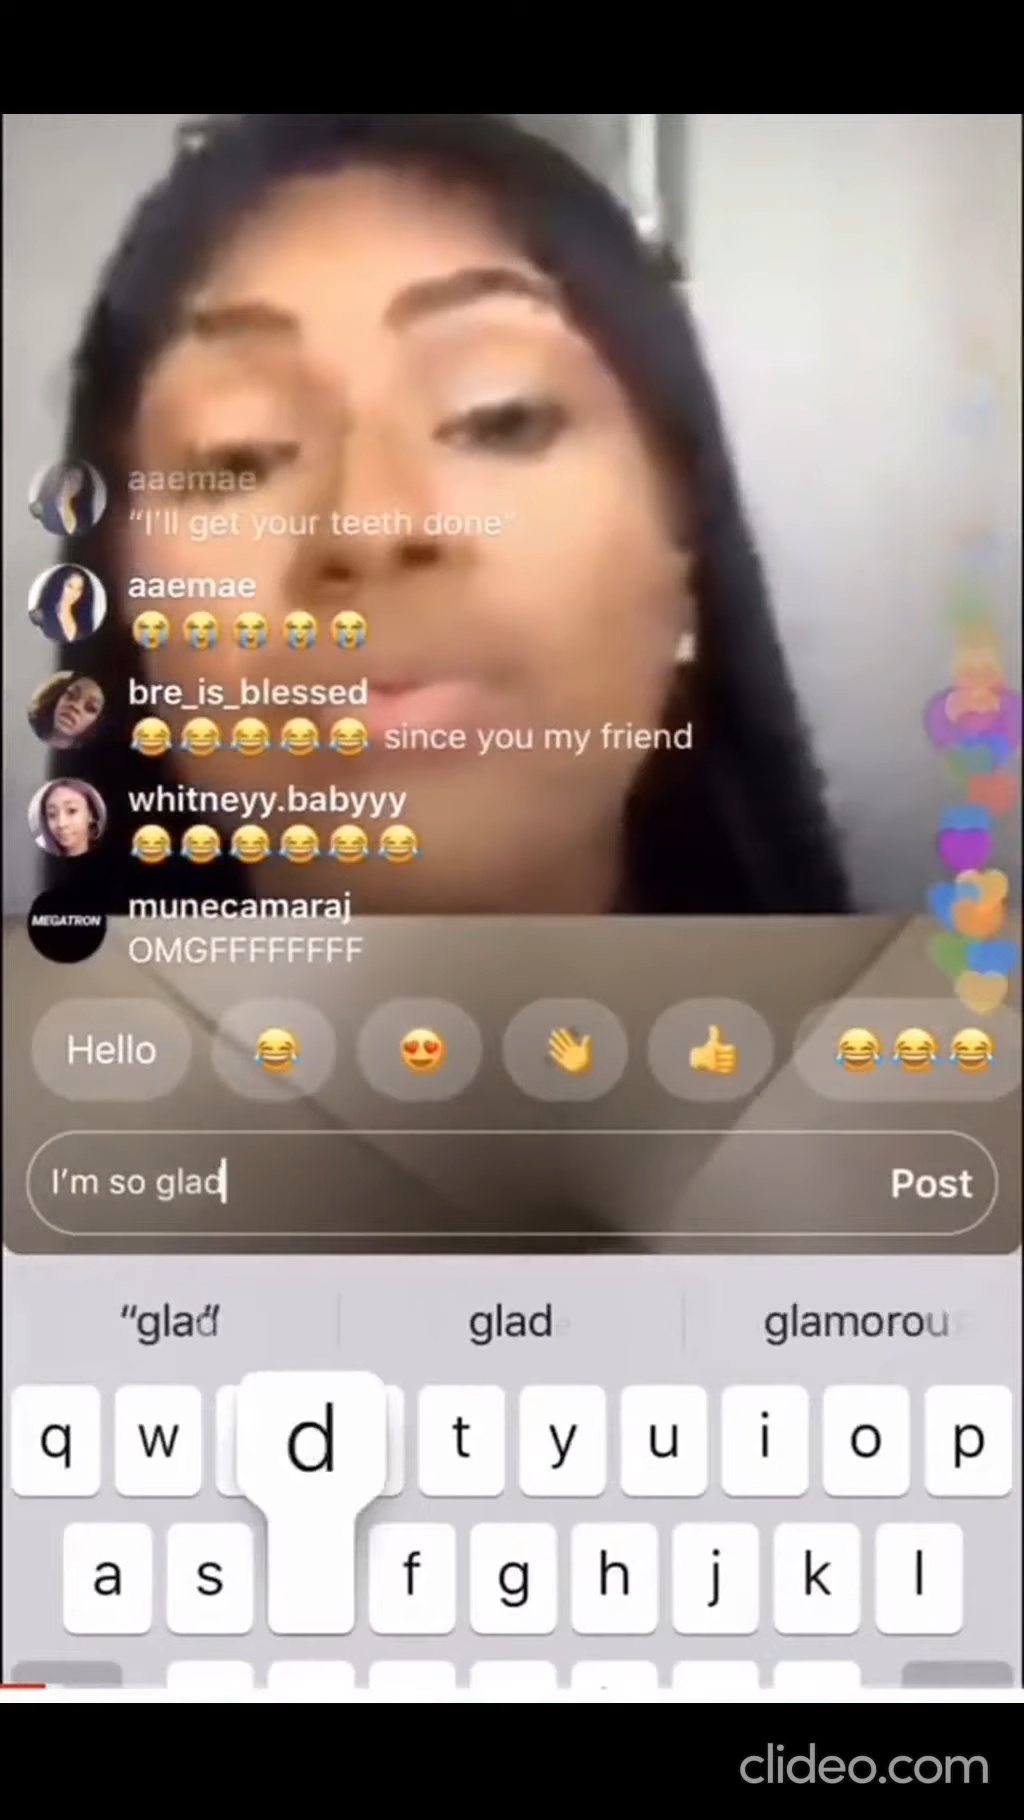 aaemae
“I'll get your teeth done”
aaemae
😭😭😭😭😭
bre_is_blessed
😂😂😂😂😂 since you my friend
whitneyy.babyyy
😂😂😂😂😂😂
MEGATRON
munecamaraj
OMGFFFFFFFF
Hello 😂 😍 👋 👍 😂😂😂
I'm so glad Post
“glad” glad glamorous
q w d t y u i o p
a s f g h j k l
clideo.com